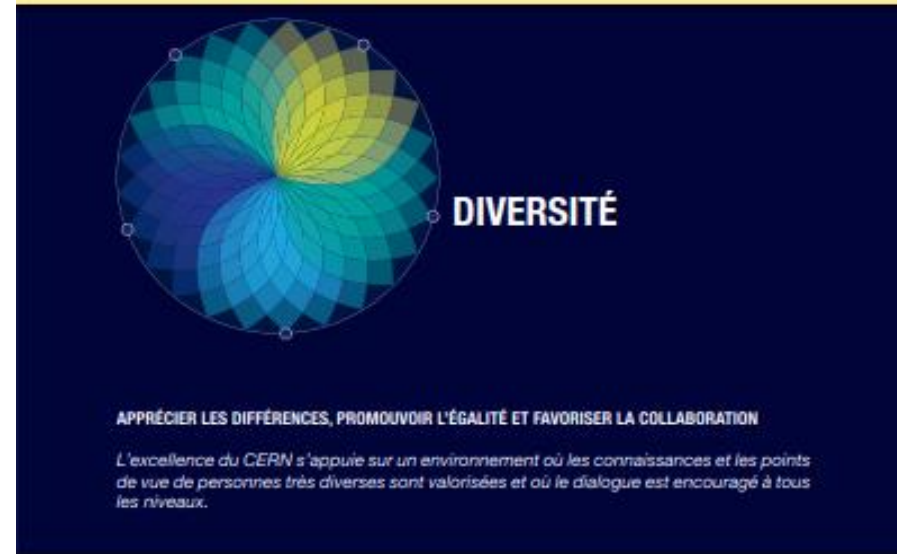 DIVERSITÉ
APPRÉCIER LES DIFFÉRENCES, PROMOUVOIR L'ÉGALITÉ ET FAVORISER LA COLLABORATION
L'excellence du CERN s'appuie sur un environnement où les connaissances et les points
de vue de personnes très diverses sont valorisées et où le dialogue est encouragé à tous
les niveaux.